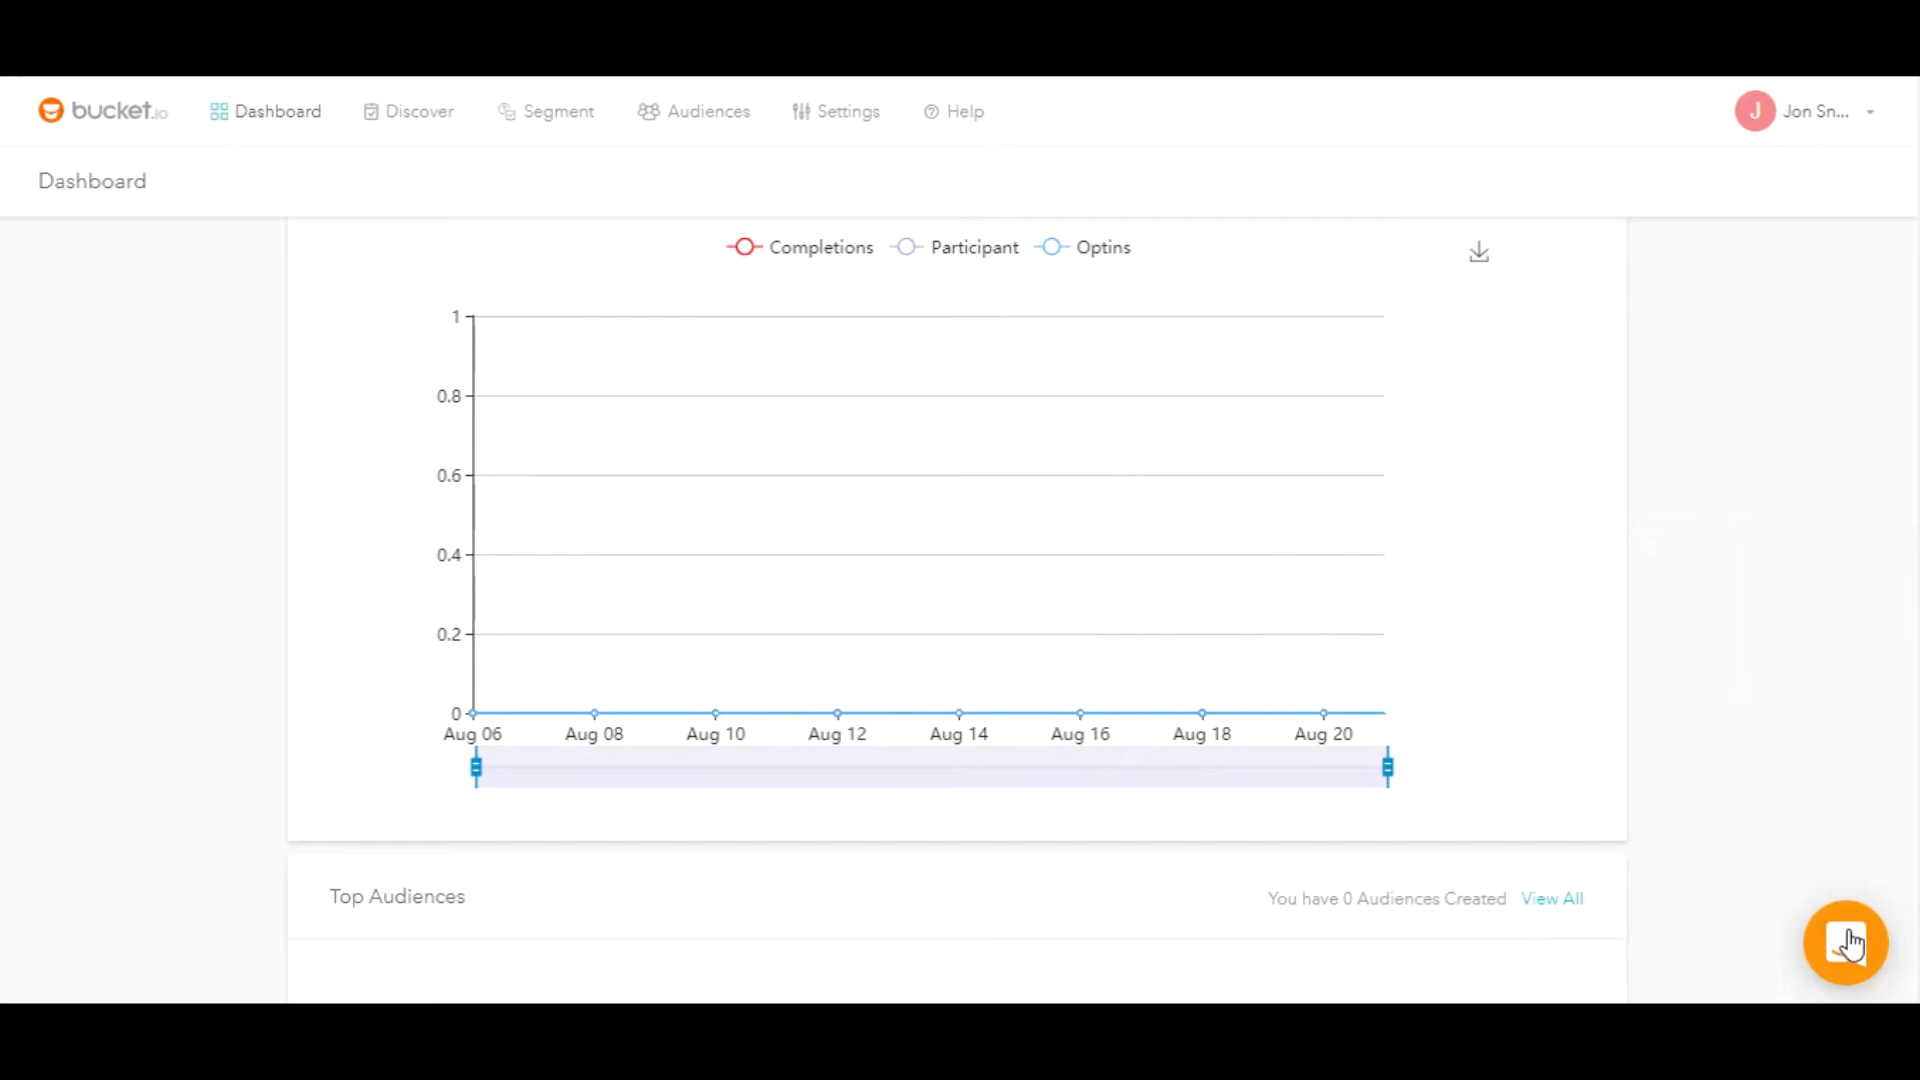 bucket.io Dashboard Discover Segment Audiences Settings Help J Jon Sn...
Dashboard
Completions Participant Optins
1
0.8
0.6
0.4
0.2
0
Aug 06 Aug 08 Aug 10 Aug 12 Aug 14 Aug 16 Aug 18 Aug 20
Top Audiences You have 0 Audiences Created View All